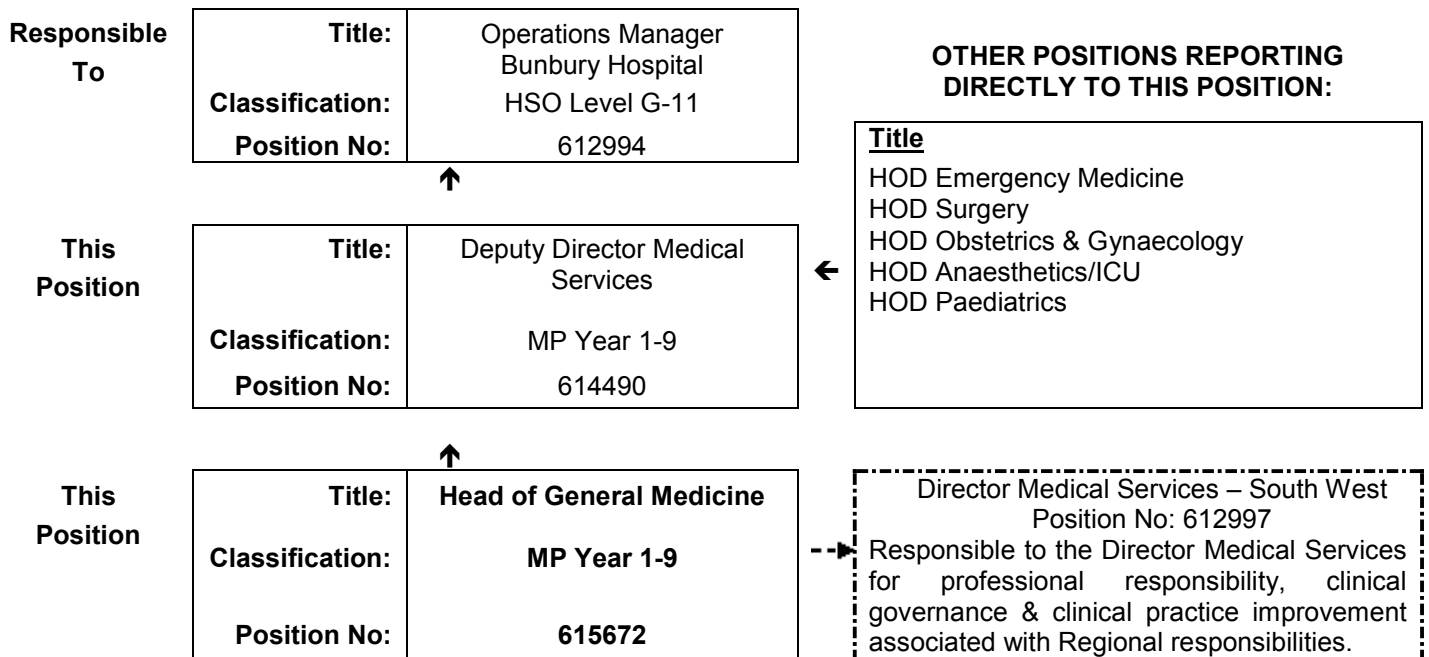 Responsible
To
Title:
Operations Manager
Bunbury Hospital
Classification:
HSO Level G-11
Position No:
612994
OTHER POSITIONS REPORTING
DIRECTLY TO THIS POSITION:
Title
HOD Emergency Medicine
HOD Surgery
HOD Obstetrics & Gynaecology
HOD Anaesthetics/ICU
HOD Paediatrics
This
Position
Title:
Deputy Director Medical
Services
Classification:
MP Year 1-9
Position No:
614490
This
Position
Title:
Head of General Medicine
Classification:
MP Year 1-9
Position No:
615672
Director Medical Services – South West
Position No: 612997
Responsible to the Director Medical Services
for professional responsibility, clinical
governance & clinical practice improvement
associated with Regional responsibilities.